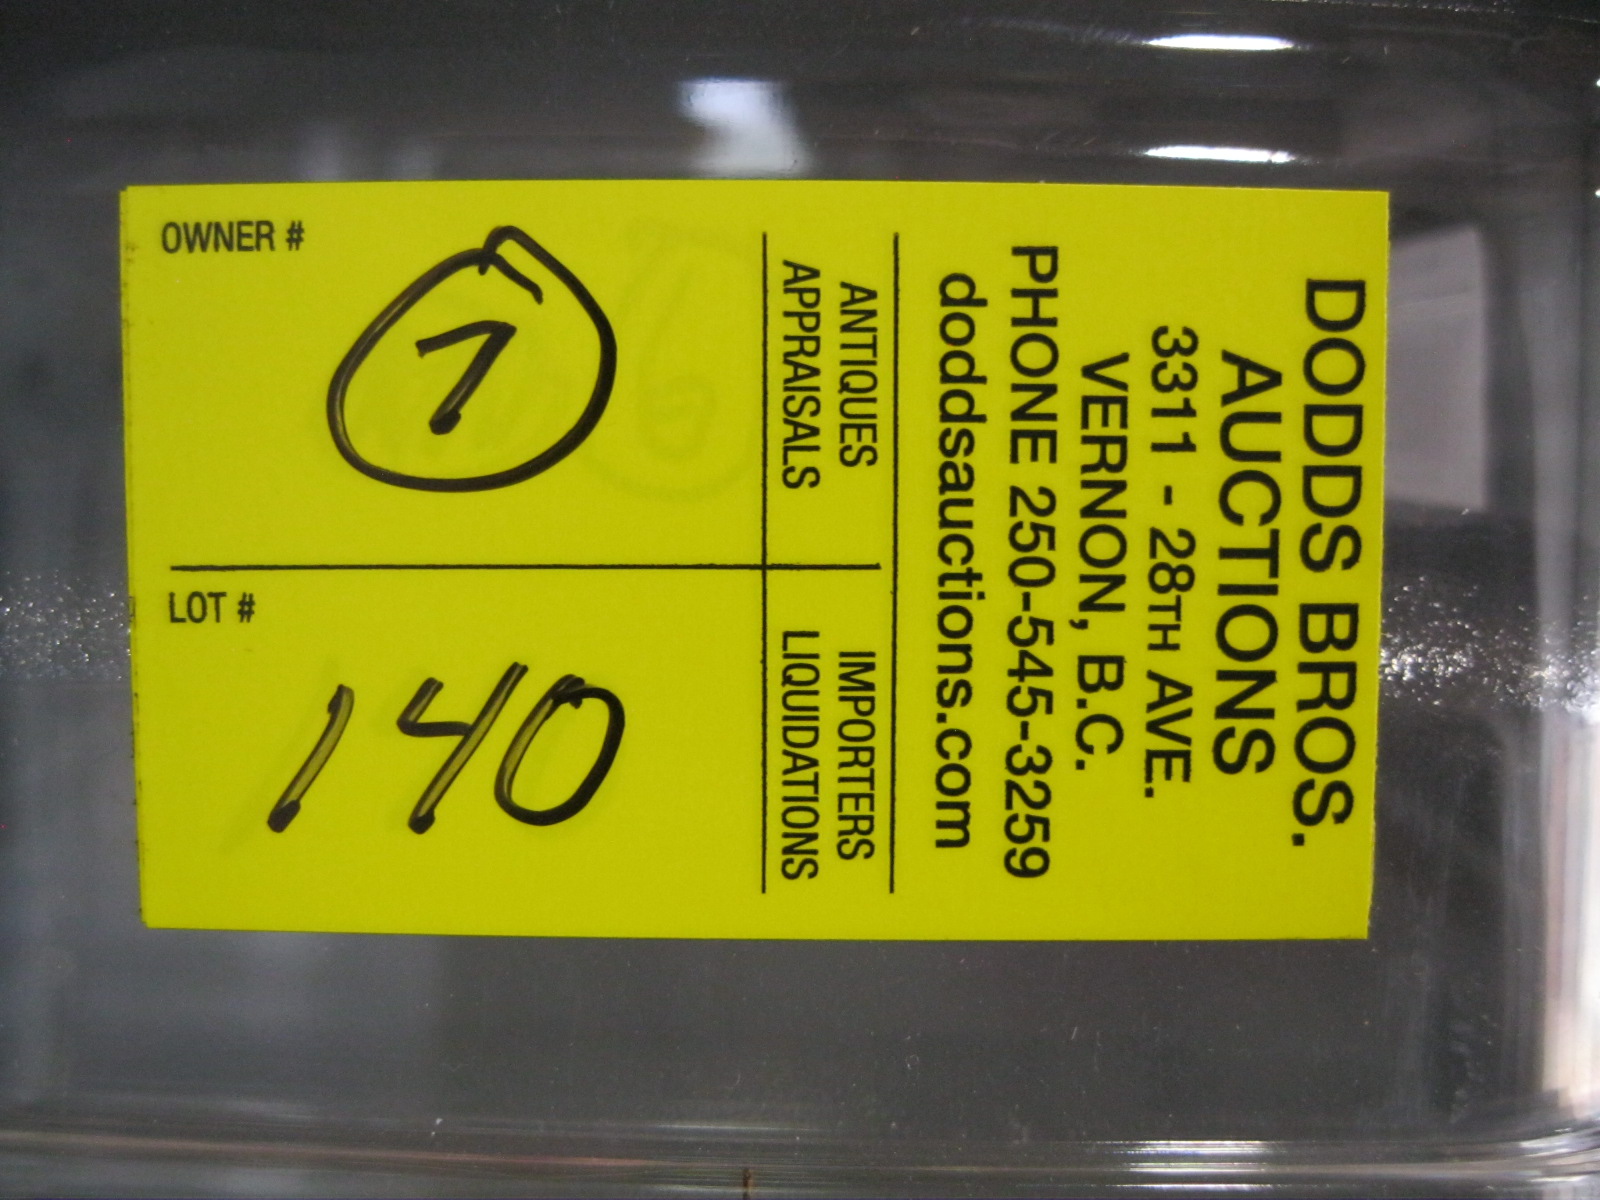 DODDS BROS.
AUCTIONS
3311 - 28TH AVE.
VERNON, B.C.
PHONE 250-545-3259
doddsauctions.com
ANTIQUES
APPRAISALS
IMPORTERS
LIQUIDATIONS
OWNER #
7
LOT #
140